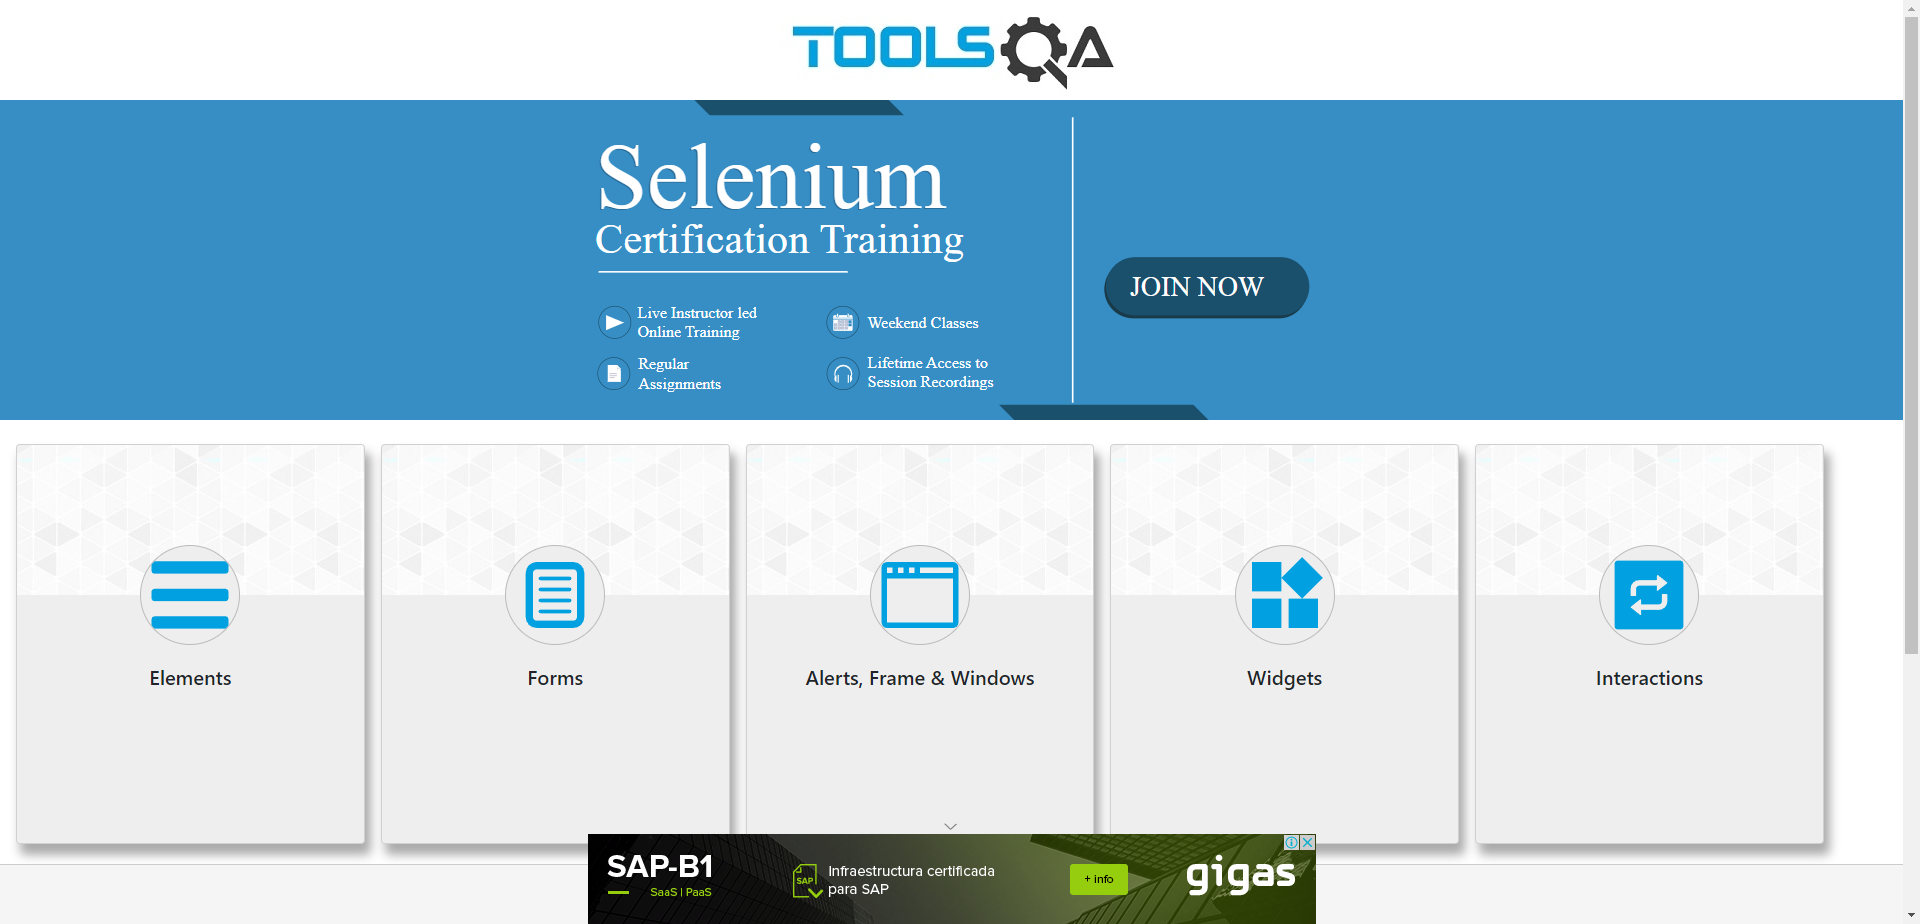 TOOLSQA
Selenium
Certification Training
Live Instructor led
Online Training
Weekend Classes
Regular
Assignments
Lifetime Access to
Session Recordings
JOIN NOW
Elements
Forms
Alerts, Frame & Windows
Widgets
Interactions
SAP-B1
SaaS | PaaS
SAP
Infraestructura certificada
para SAP
+ info
gigas